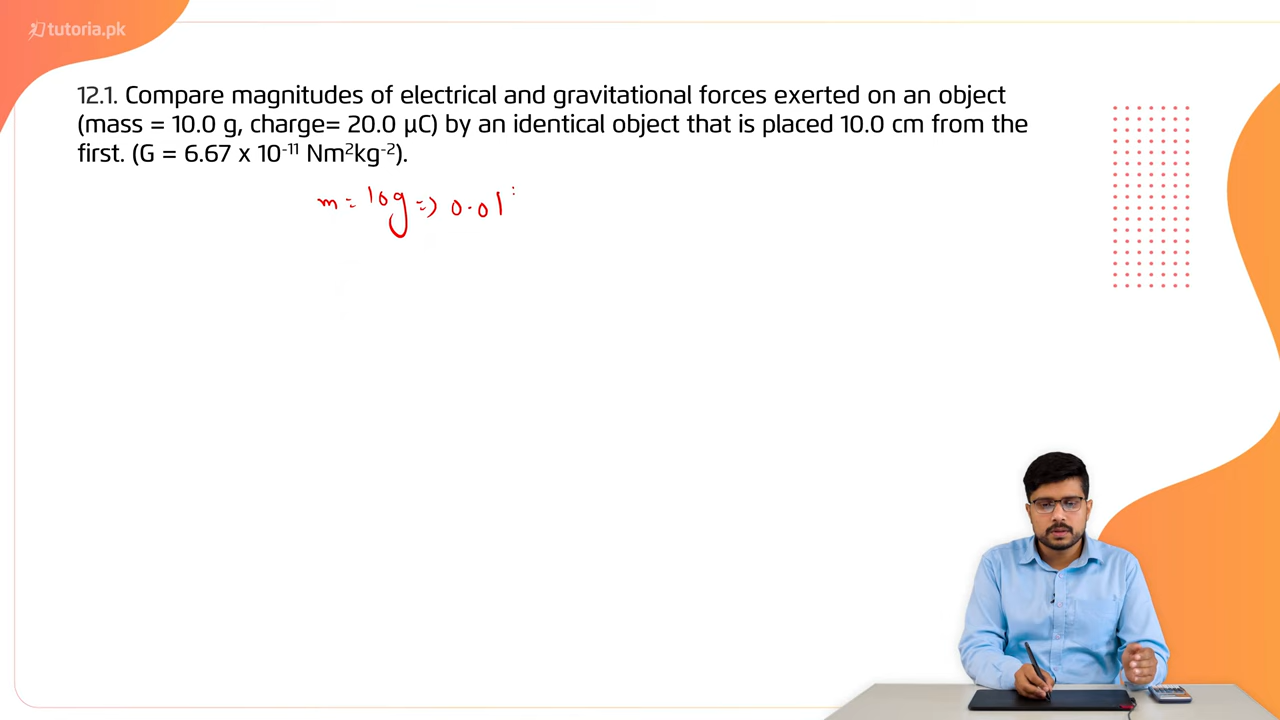 tutoria.pk
12.1. Compare magnitudes of electrical and gravitational forces exerted on an object
(mass = 10.0 g, charge= 20.0 µC) by an identical object that is placed 10.0 cm from the
first. (G = 6.67 x 10⁻¹¹ Nm²kg⁻²).
m = 10g => 0.01